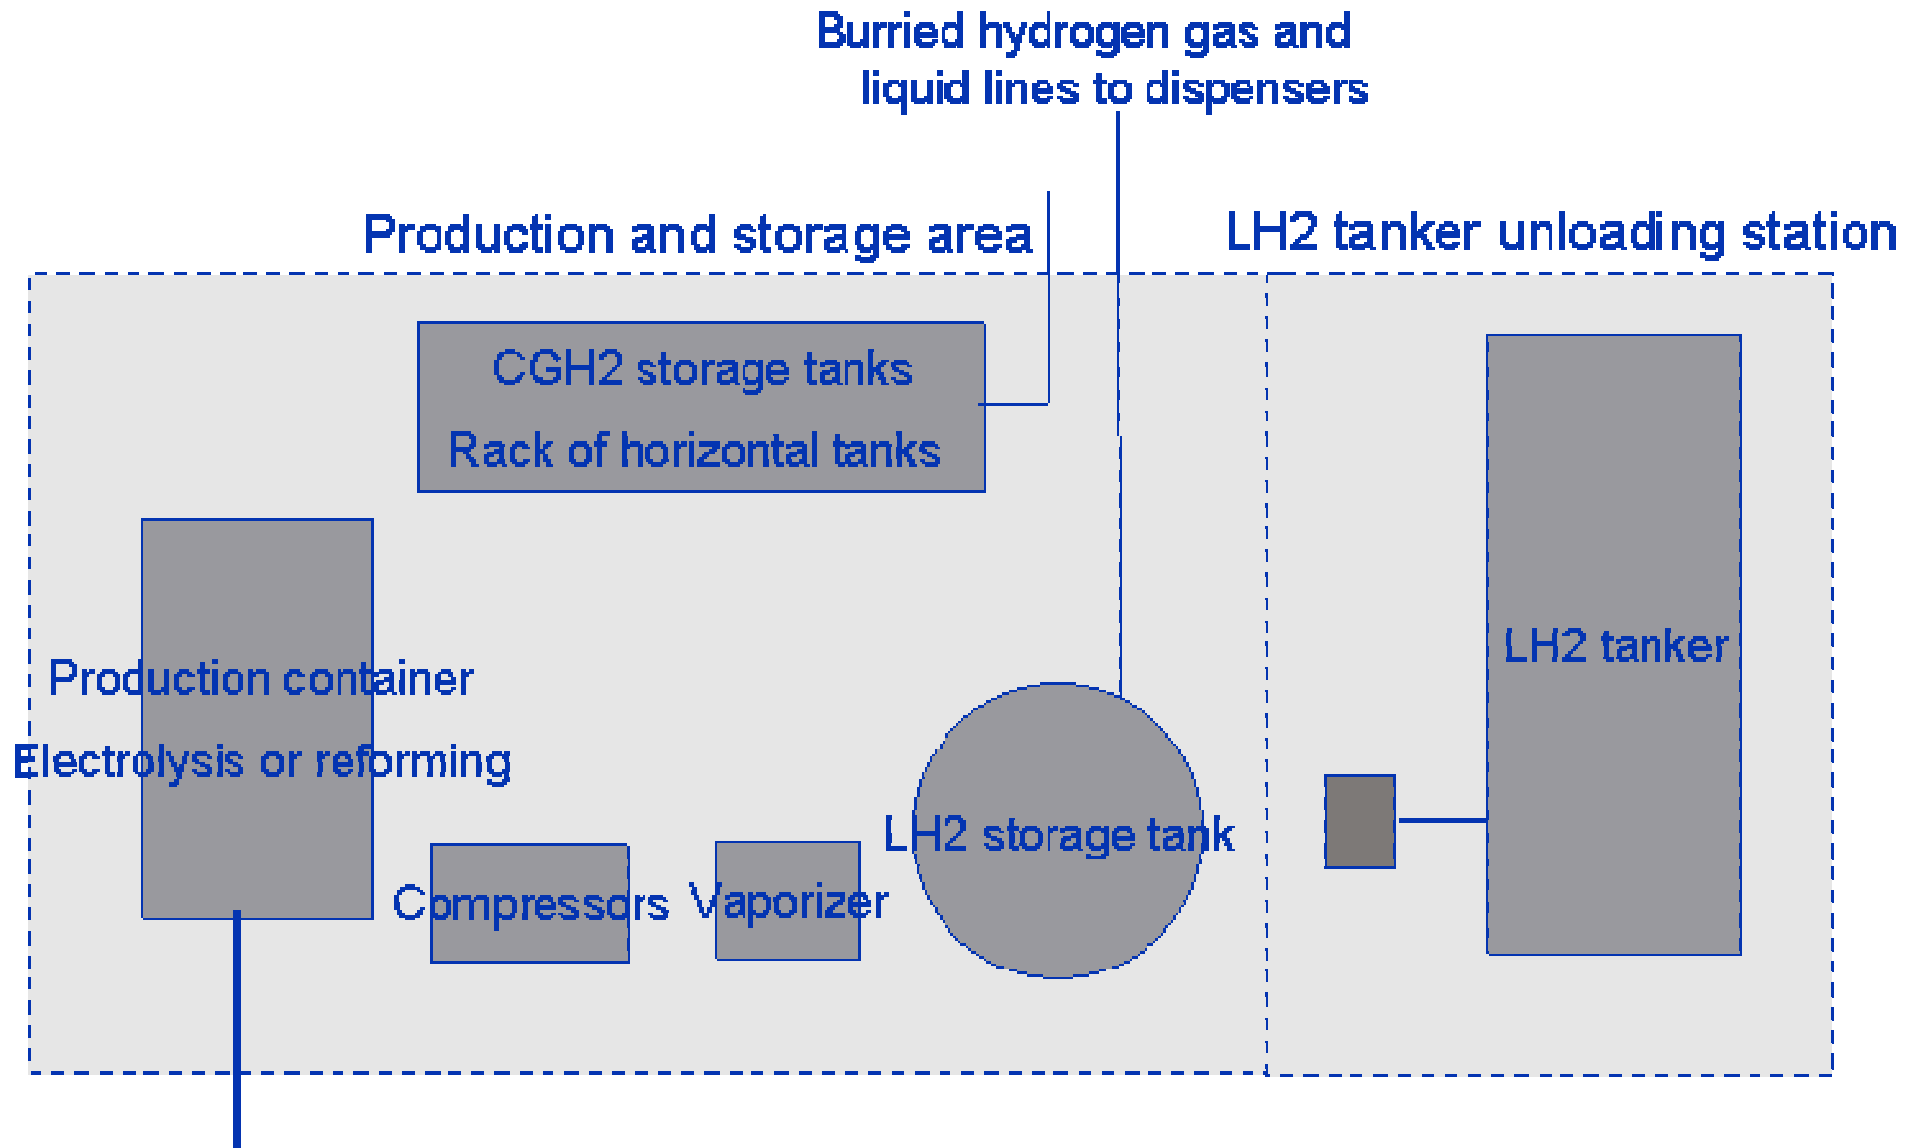 Burried hydrogen gas and
liquid lines to dispensers
Production and storage area
LH2 tanker unloading station
CGH2 storage tanks
Rack of horizontal tanks
Production container
Electrolysis or reforming
Compressors
Vaporizer
LH2 storage tank
LH2 tanker